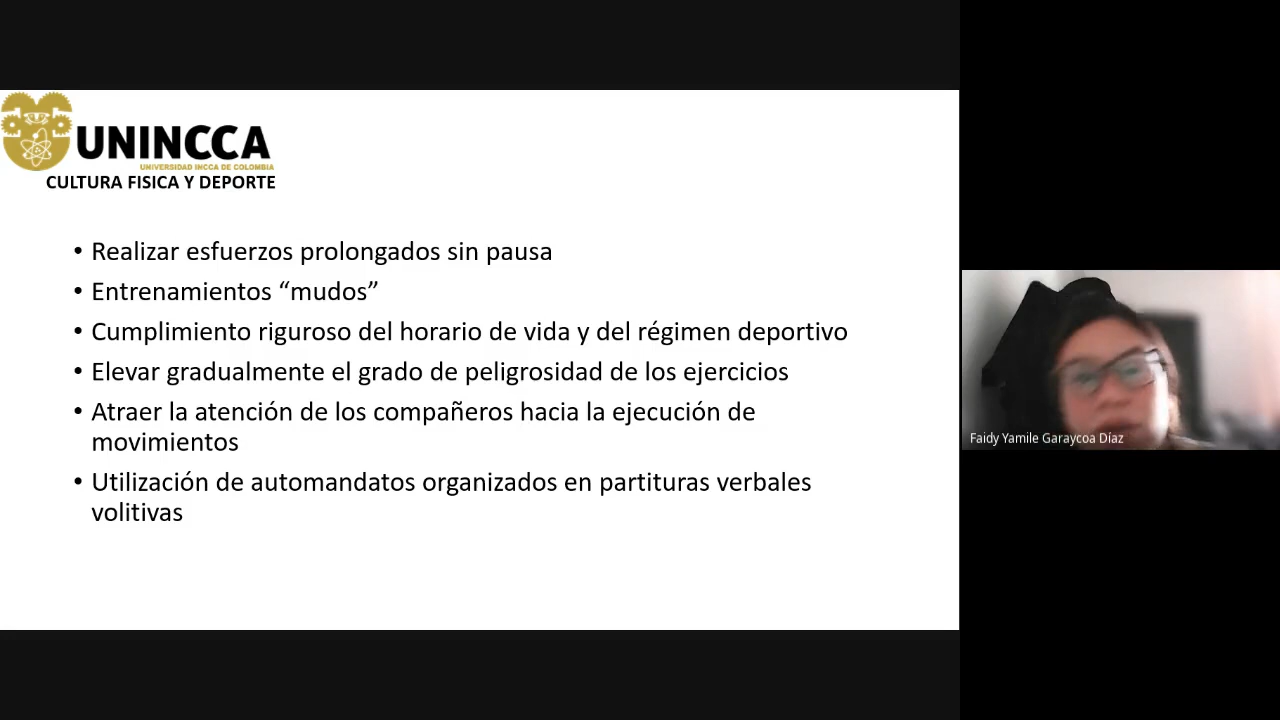 UNINCCA
UNIVERSIDAD INCCA DE COLOMBIA
CULTURA FISICA Y DEPORTE
• Realizar esfuerzos prolongados sin pausa
• Entrenamientos “mudos”
• Cumplimiento riguroso del horario de vida y del régimen deportivo
• Elevar gradualmente el grado de peligrosidad de los ejercicios
• Atraer la atención de los compañeros hacia la ejecución de
movimientos
• Utilización de automandatos organizados en partituras verbales
volitivas
Faidy Yamile Garaycoa Díaz